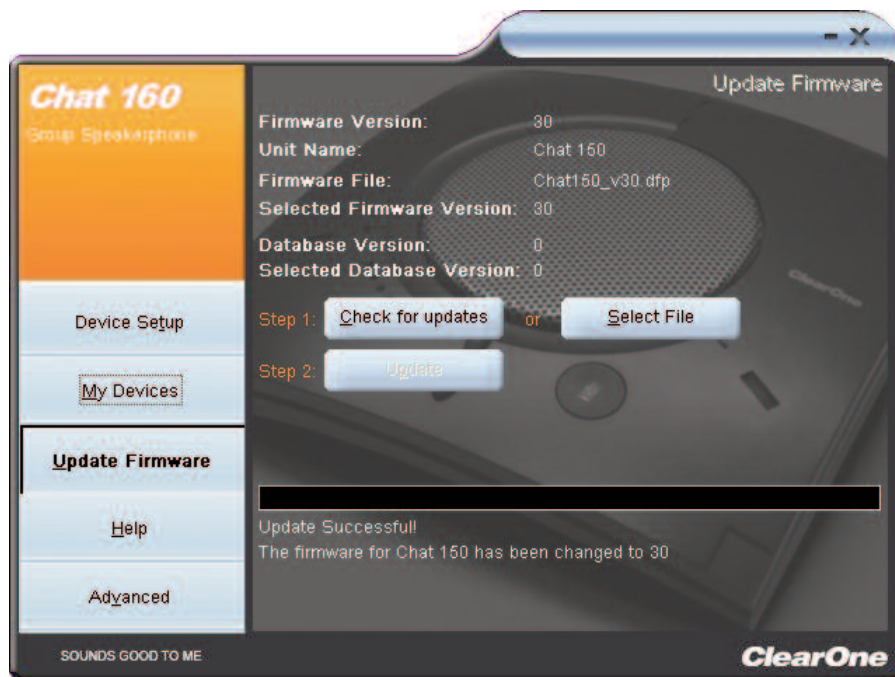 - X
Chat 160
Group Speakerphone
Update Firmware
Firmware Version: 30
Unit Name: Chat 150
Firmware File: Chat150_v30.dfp
Selected Firmware Version: 30
Database Version: 0
Selected Database Version: 0
Device Setup
Step 1: Check for updates or Select File
My Devices
Step 2: Update
Update Firmware
Help
Update Successful!
The firmware for Chat 150 has been changed to 30
Advanced
SOUNDS GOOD TO ME
ClearOne
ClearOne